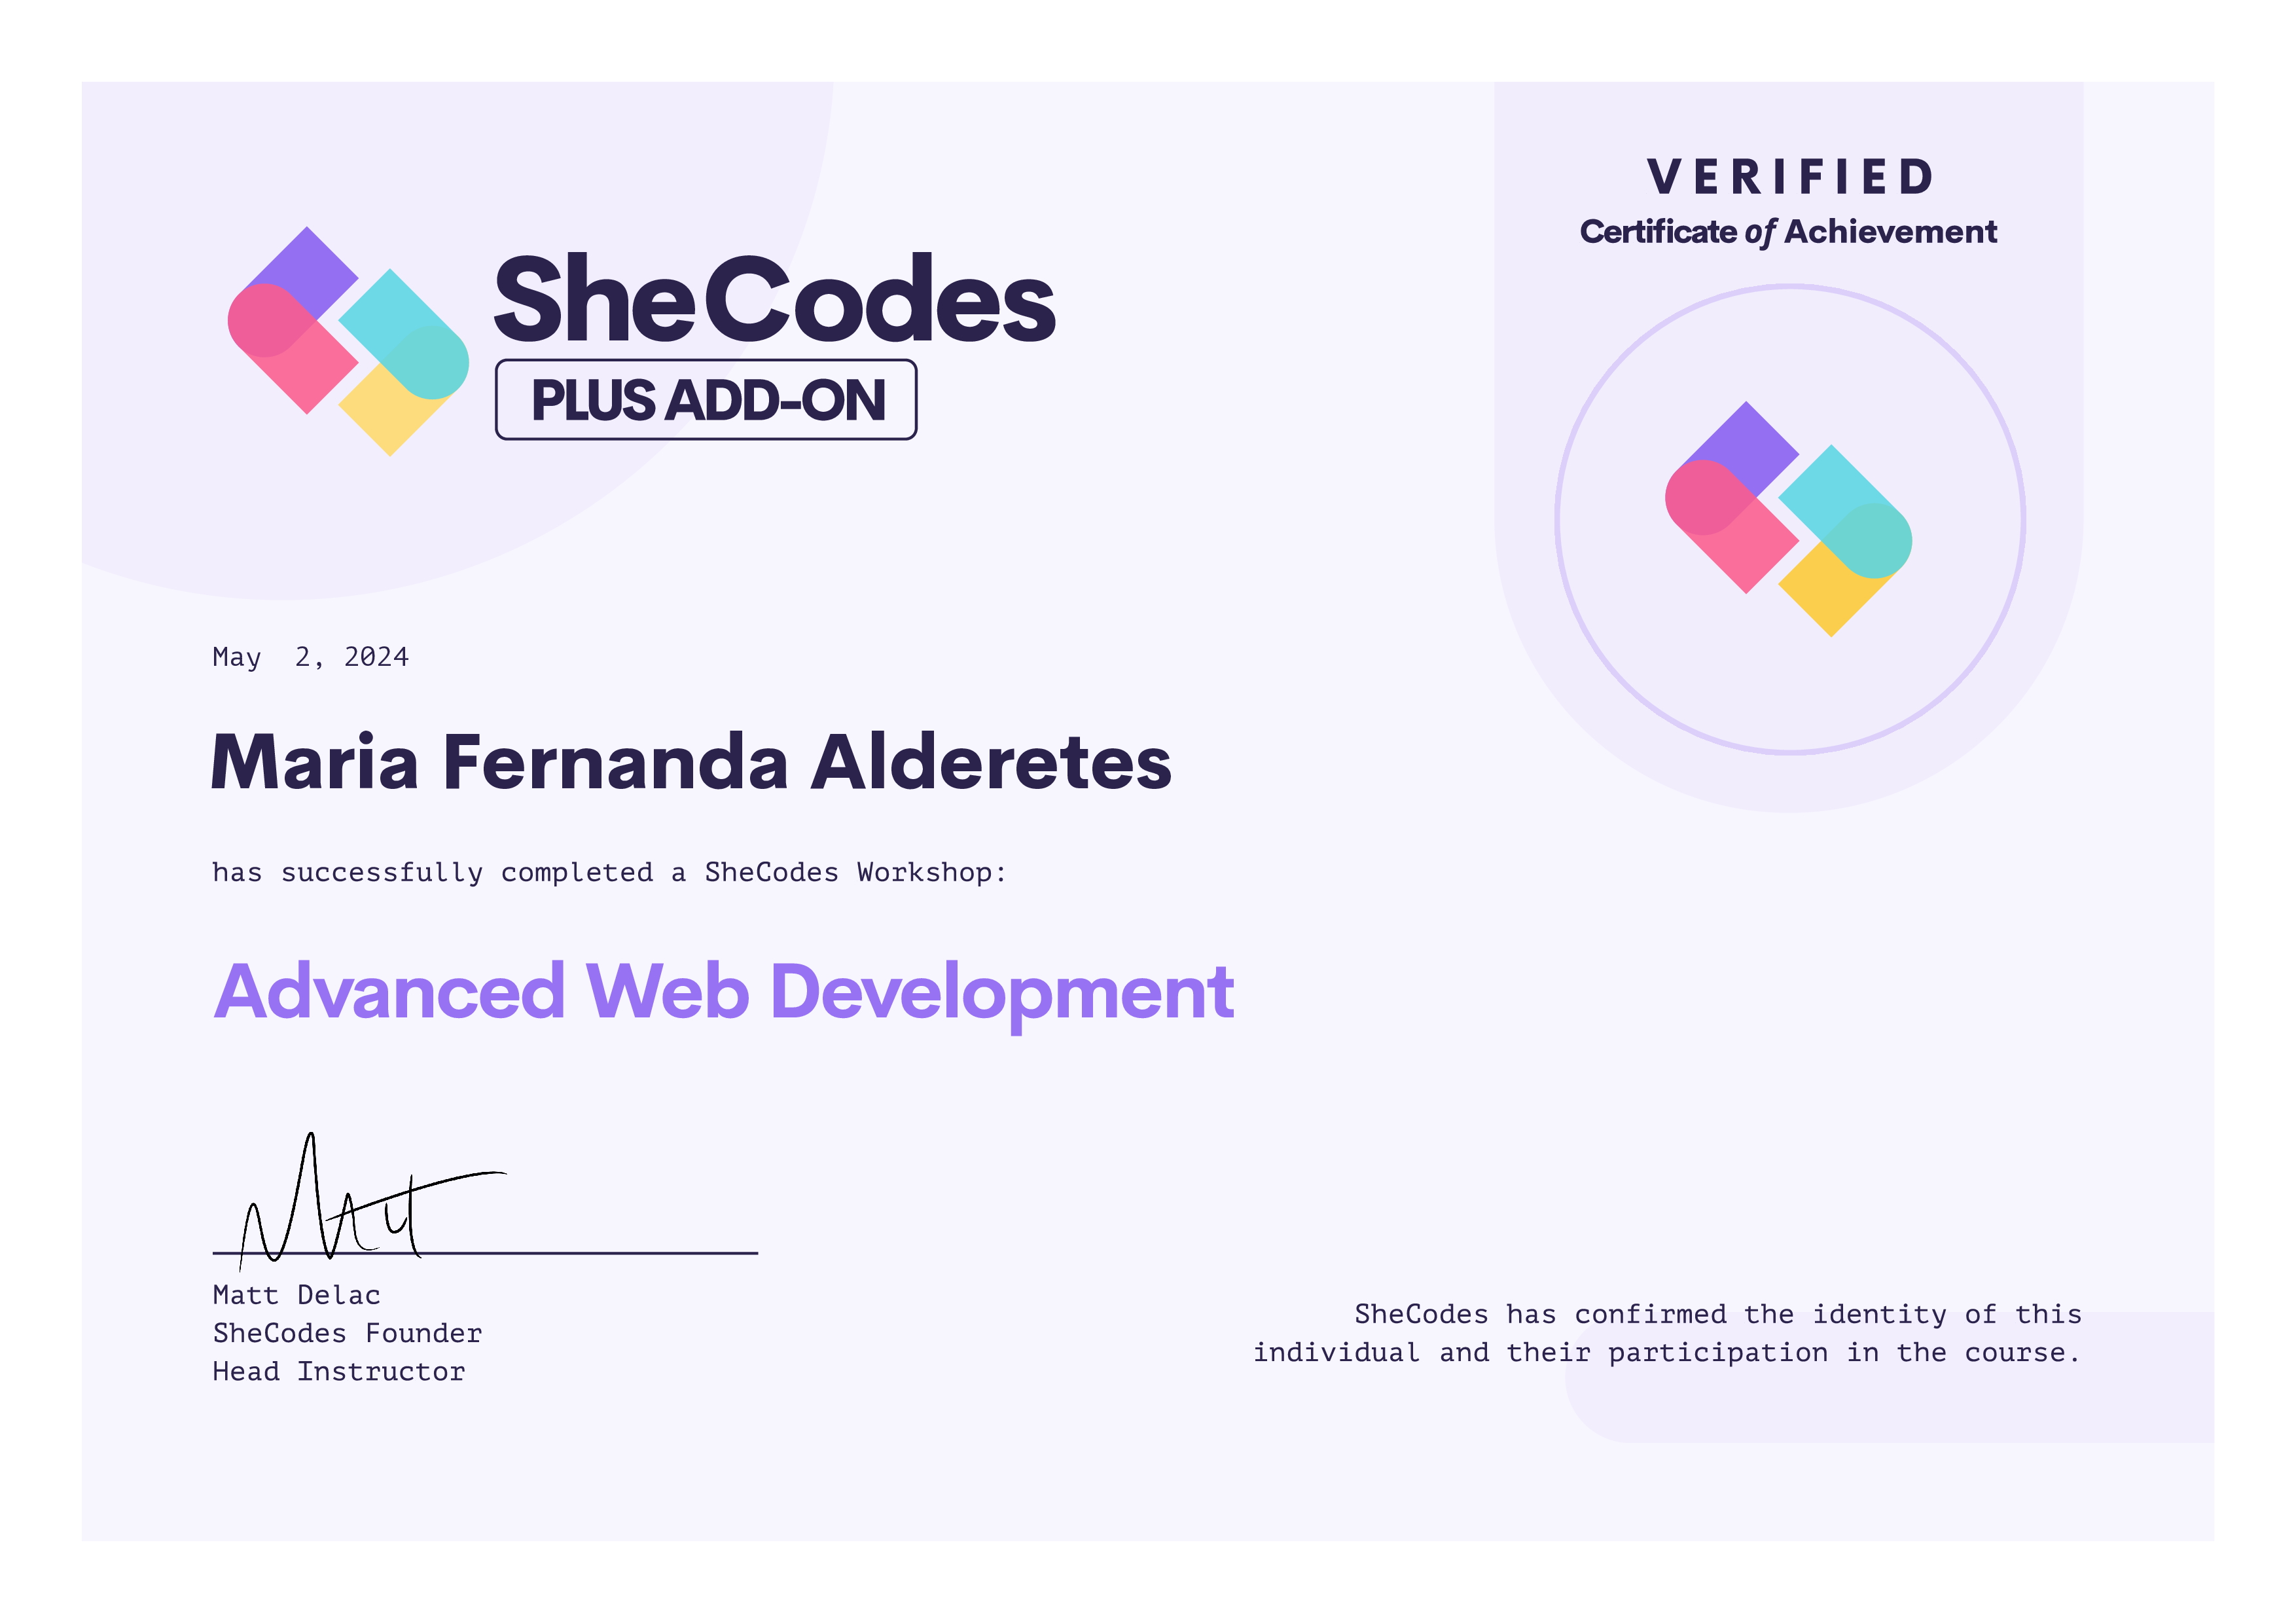 SheCodes
PLUS ADD-ON
VERIFIED
Certificate of Achievement
May  2, 2024
Maria Fernanda Alderetes
has successfully completed a SheCodes Workshop:
Advanced Web Development
Matt
Matt Delac
SheCodes Founder
Head Instructor
SheCodes has confirmed the identity of this
individual and their participation in the course.